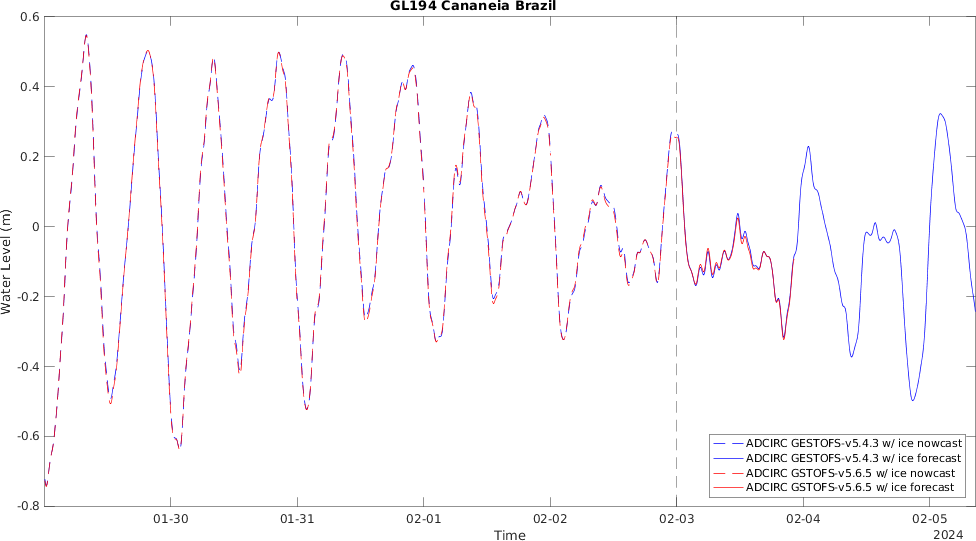 GL194 Cananeia Brazil
0.6
0.4
0.2
0
-0.2
-0.4
-0.6
-0.8
Water Level (m)
01-30
01-31
02-01
02-02
02-03
02-04
02-05
Time
2024
ADCIRC GESTOFS-v5.4.3 w/ ice nowcast
ADCIRC GESTOFS-v5.4.3 w/ ice forecast
ADCIRC GSTOFS-v5.6.5 w/ ice nowcast
ADCIRC GSTOFS-v5.6.5 w/ ice forecast